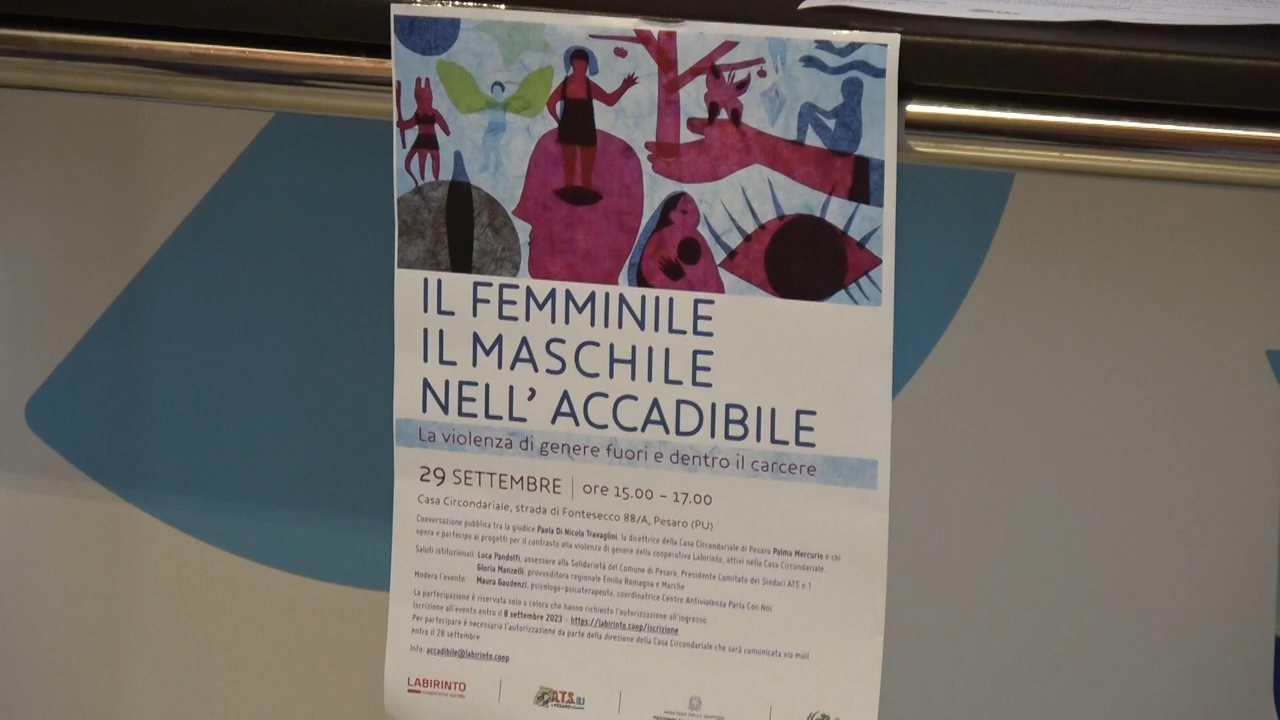 IL FEMMINILE
IL MASCHILE
NELL' ACCADIBILE
La violenza di genere fuori e dentro il carcere
29 SETTEMBRE | ore 15.00 - 17.00
Casa Circondariale, strada di Fontesecco 88/A, Pesaro (PU)
Conversazione pubblica tra la giudice Paola Di Nicola Travaglini, la direttrice della Casa Circondariale di Pesaro Palma Mercurio e chi
opera e partecipa ai progetti per il contrasto alla violenza di genere della cooperativa Labirinto, attivi nella Casa Circondariale
Saluti istituzionali: Luca Pandolfi, assessore alla Solidarietà del Comune di Pesaro, Presidente Comitato dei Sindaci ATS n.1
Gloria Manzelli, provveditora regionale Emilia Romagna e Marche
Modera l'evento: Maura Gaudenzi, psicologa-psicoterapeuta, coordinatrice Centro Antiviolenza Parla Con Noi
La partecipazione è riservata solo a coloro che hanno richiesto l'autorizzazione all'ingresso.
Iscrizione all'evento entro il 8 settembre 2023 - https://labirinto.coop/iscrizione
Per partecipare è necessaria l'autorizzazione da parte della direzione della Casa Circondariale che sarà comunicata via mail
entro il 28 settembre.
Info: accadibile@labirinto.coop
LABIRINTO
A.T.S.